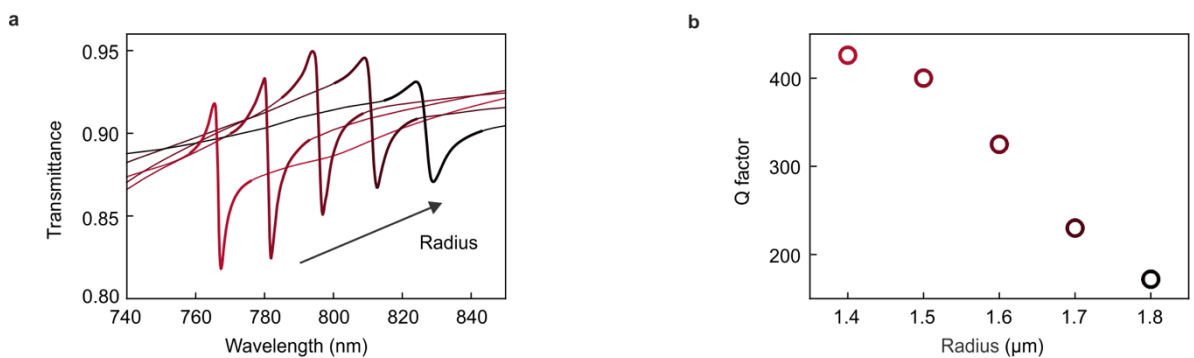 a
Transmittance
0.95
0.90
0.85
0.80
740
760
780
800
820
840
Wavelength (nm)
Radius
b
Q factor
400
300
200
1.4
1.5
1.6
1.7
1.8
Radius (μm)